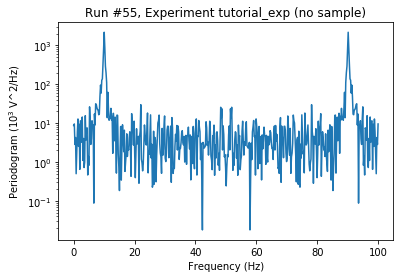 Run #55, Experiment tutorial_exp (no sample)
Periodogram (10³ V^2/Hz)
10³
10²
10¹
10⁰
10⁻¹
0 20 40 60 80 100
Frequency (Hz)